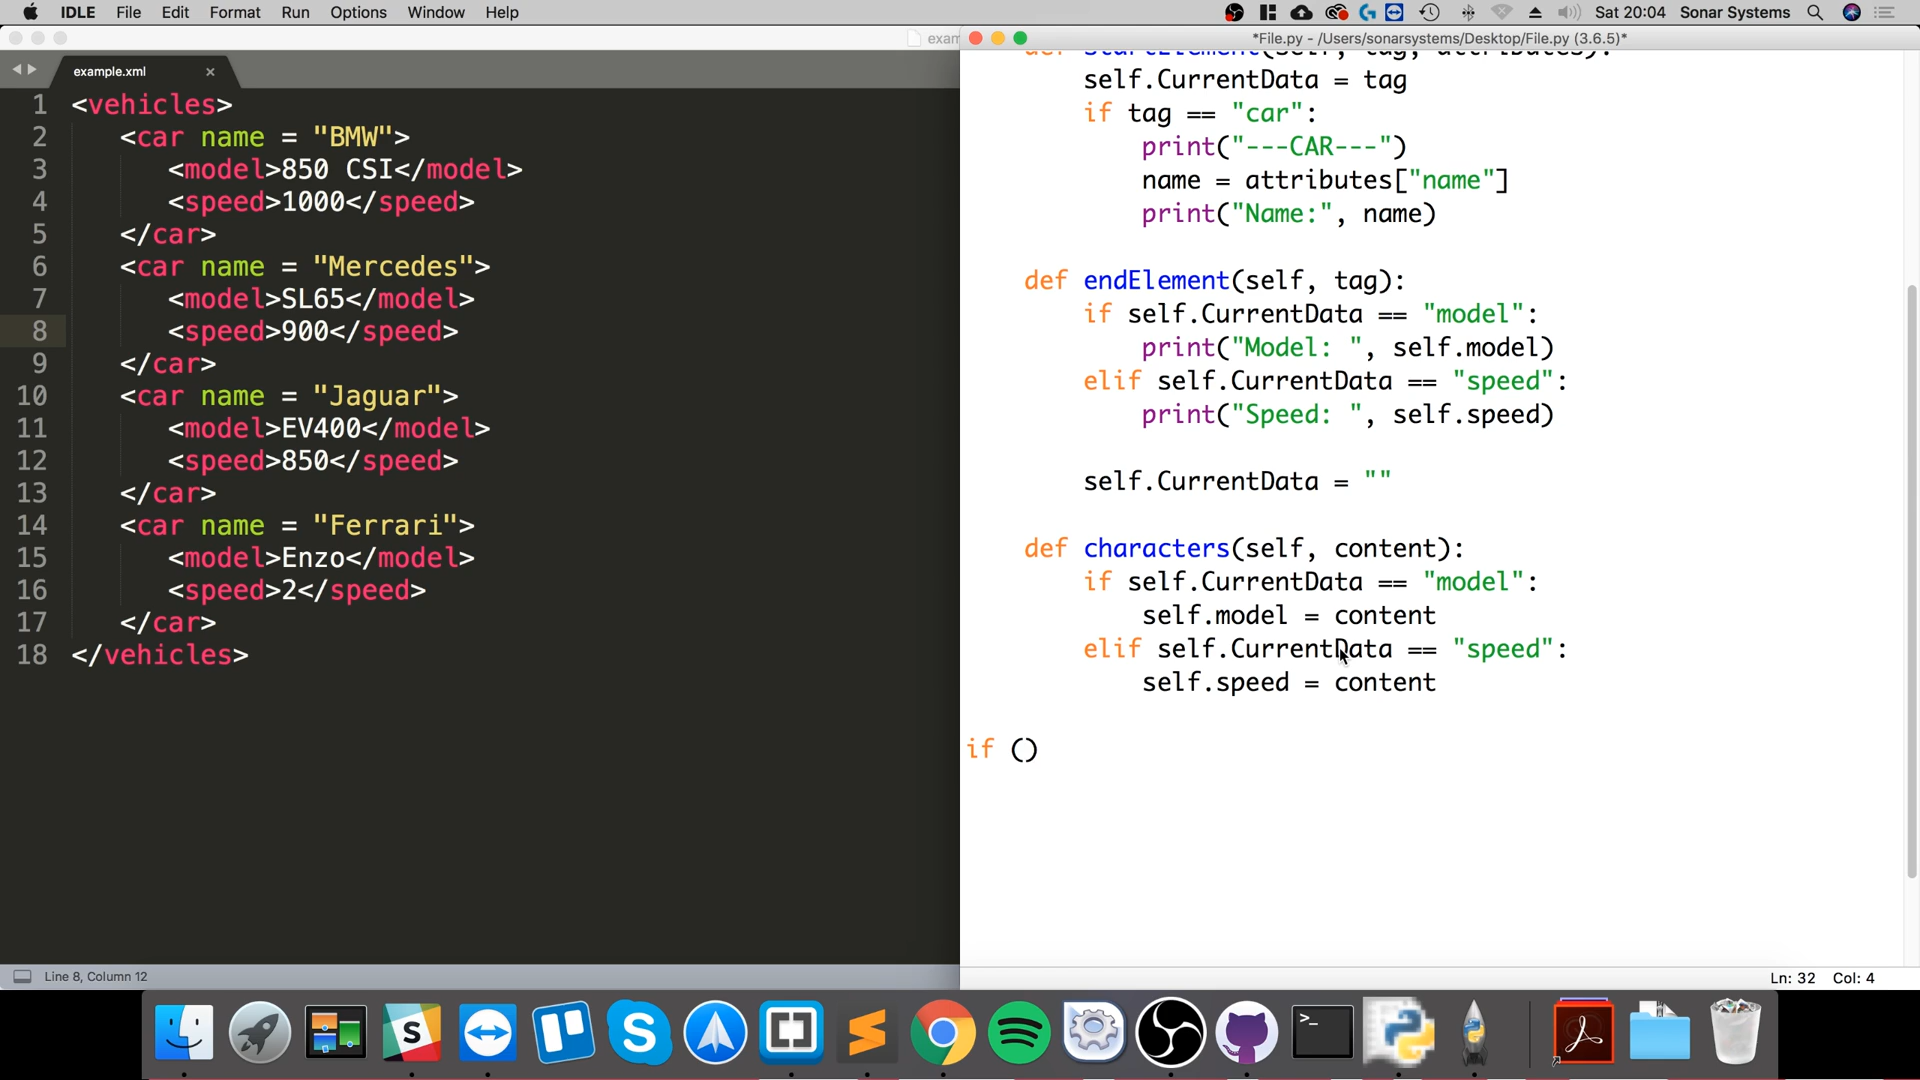 IDLE File Edit Format Run Options Window Help Sat 20:04 Sonar Systems
*File.py - /Users/sonarsystems/Desktop/File.py (3.6.5)*
example.xml
1 <vehicles>
2 <car name = "BMW">
3 <model>850 CSI</model>
4 <speed>1000</speed>
5 </car>
6 <car name = "Mercedes">
7 <model>SL65</model>
8 <speed>900</speed>
9 </car>
10 <car name = "Jaguar">
11 <model>EV400</model>
12 <speed>850</speed>
13 </car>
14 <car name = "Ferrari">
15 <model>Enzo</model>
16 <speed>2</speed>
17 </car>
18 </vehicles>
Line 8, Column 12
def startElement(self, tag, attributes):
self.CurrentData = tag
if tag == "car":
print("---CAR---")
name = attributes["name"]
print("Name:", name)
def endElement(self, tag):
if self.CurrentData == "model":
print("Model: ", self.model)
elif self.CurrentData == "speed":
print("Speed: ", self.speed)
self.CurrentData = ""
def characters(self, content):
if self.CurrentData == "model":
self.model = content
elif self.CurrentData == "speed":
self.speed = content
if ()
Ln: 32 Col: 4